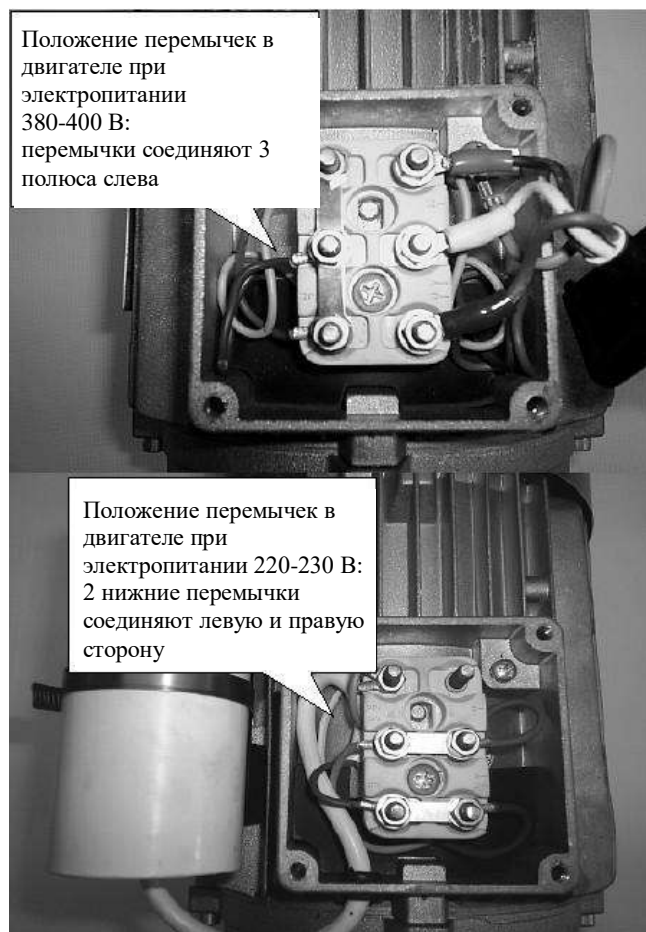 Положение перемычек в
двигателе при
электропитании
380-400 В:
перемычки соединяют 3
полюса слева
Положение перемычек в
двигателе при
электропитании 220-230 В:
2 нижние перемычки
соединяют левую и правую
сторону